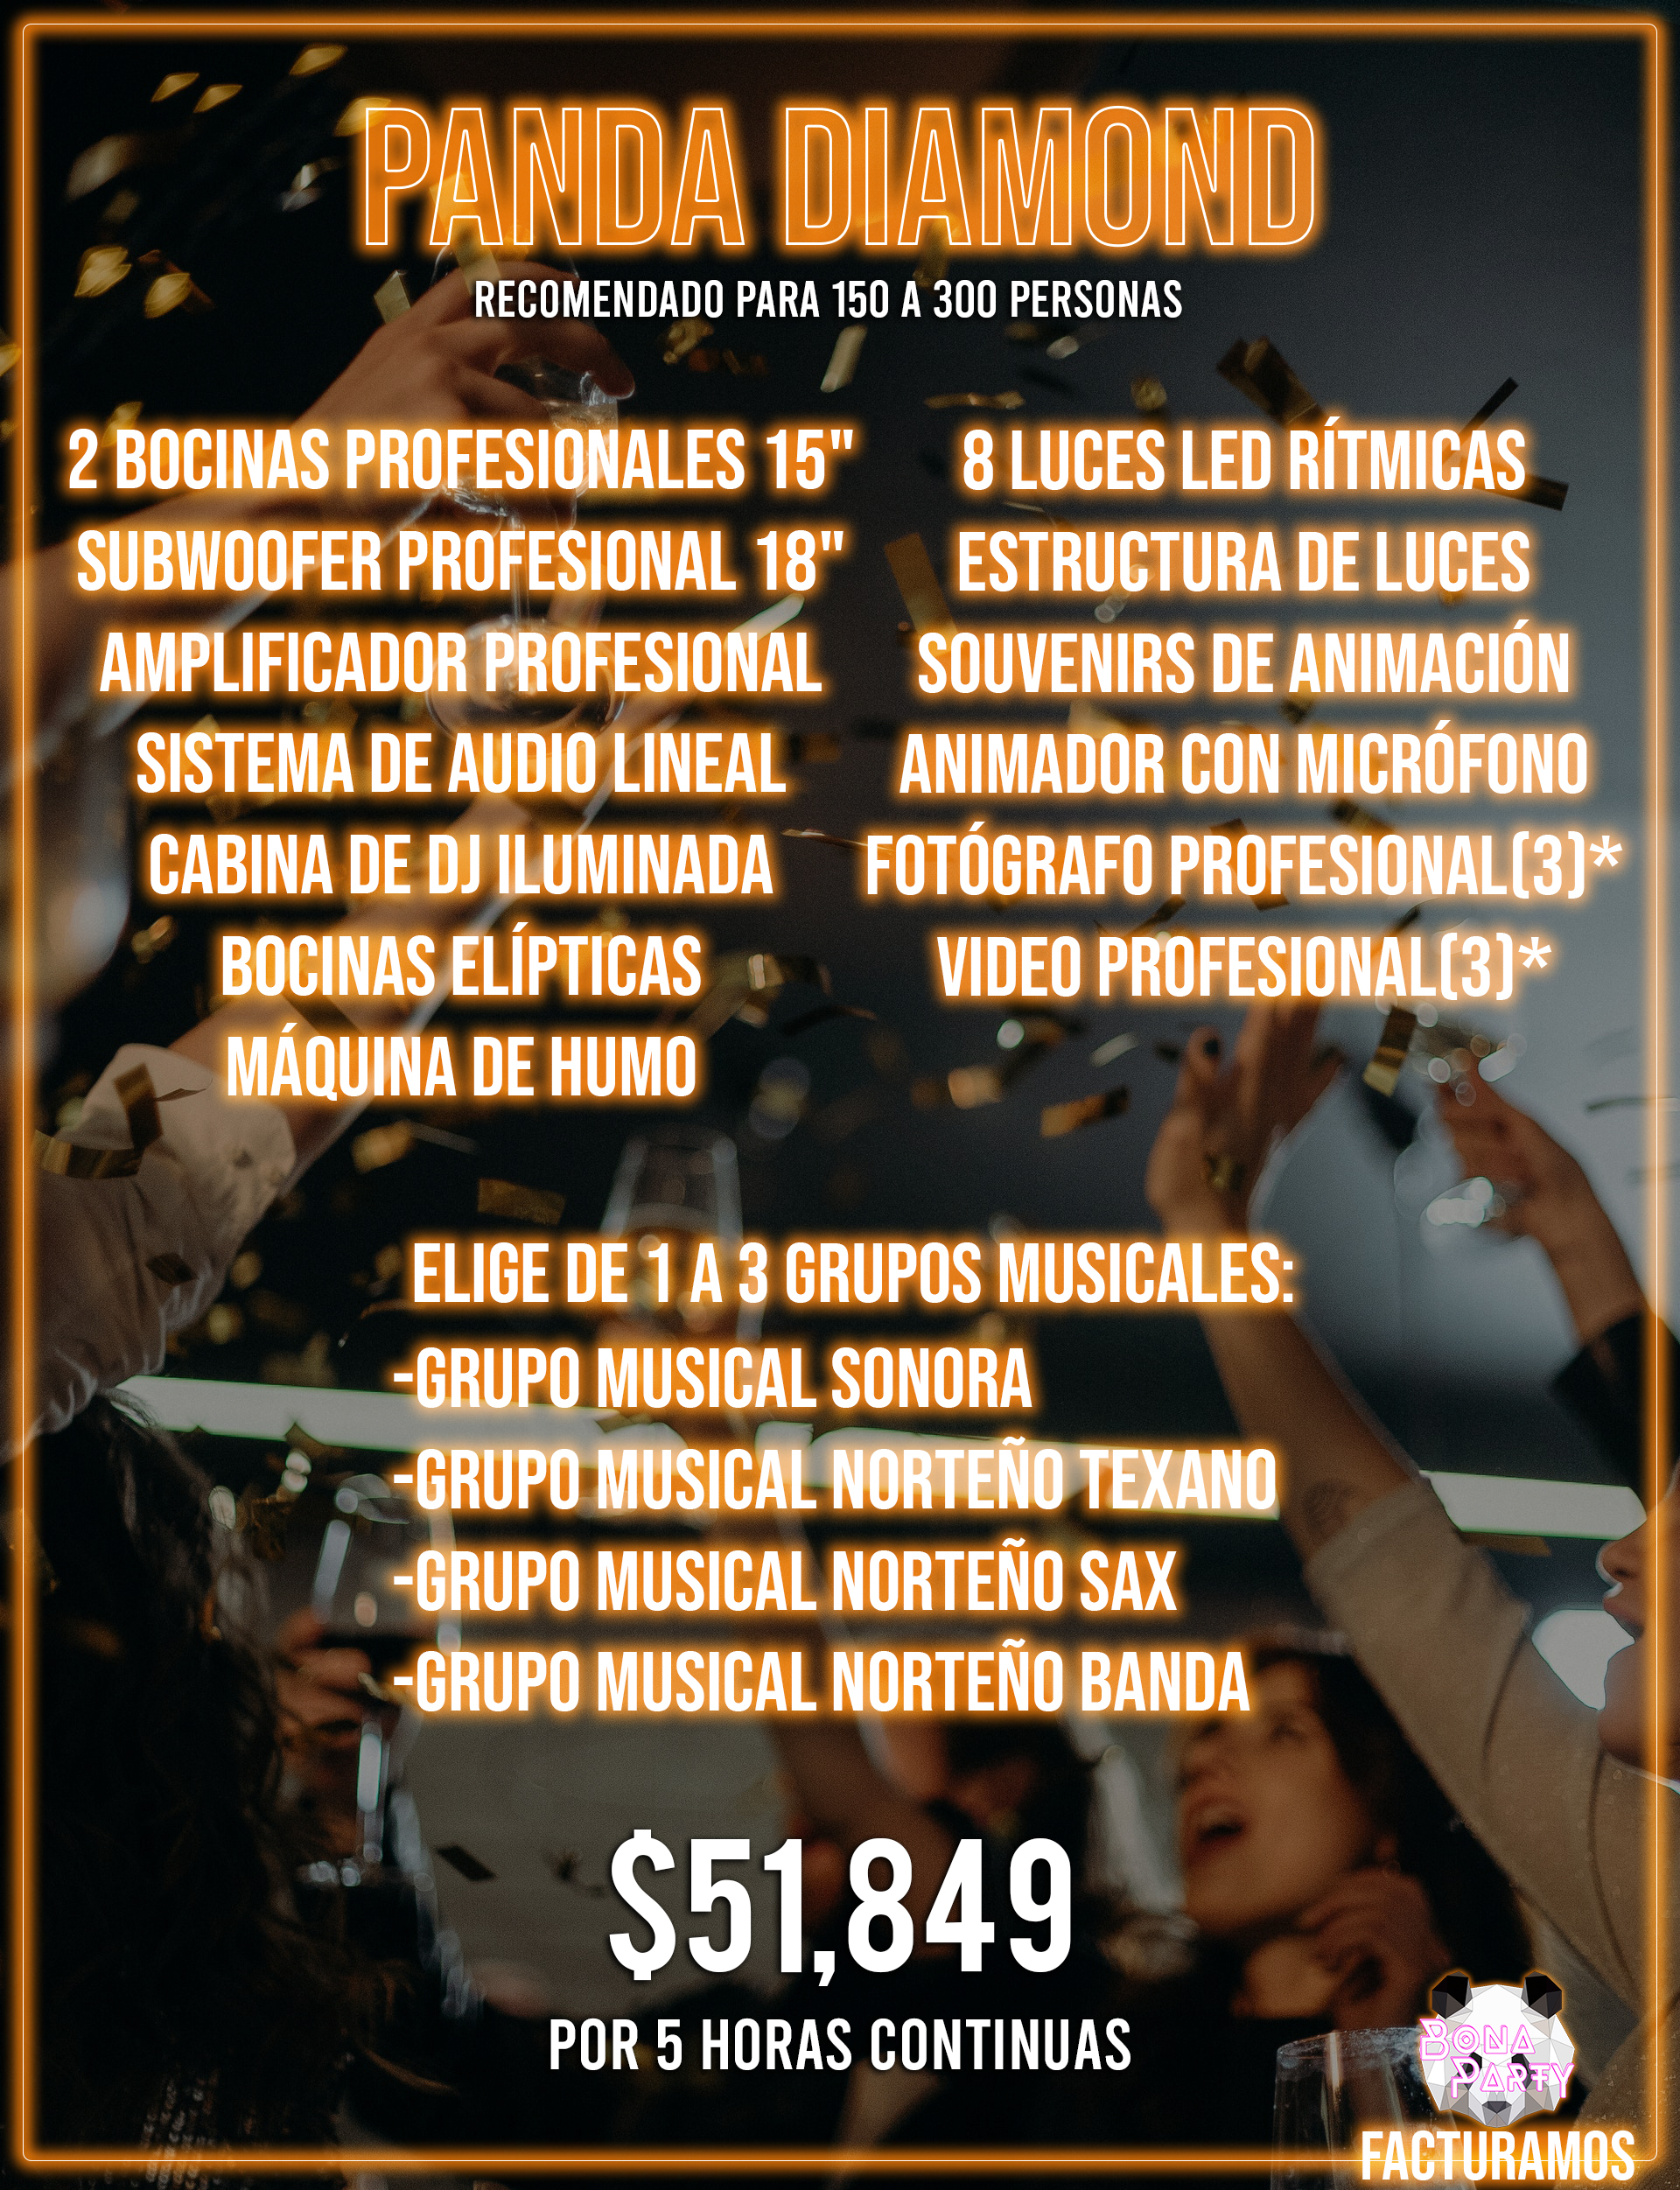 PANDA DIAMOND
RECOMENDADO PARA 150 A 300 PERSONAS
2 BOCINAS PROFESIONALES 15"
SUBWOOFER PROFESIONAL 18"
AMPLIFICADOR PROFESIONAL
SISTEMA DE AUDIO LINEAL
CABINA DE DJ ILUMINADA
BOCINAS ELÍPTICAS
MÁQUINA DE HUMO
8 LUCES LED RÍTMICAS
ESTRUCTURA DE LUCES
SOUVENIRS DE ANIMACIÓN
ANIMADOR CON MICRÓFONO
FOTÓGRAFO PROFESIONAL(3)*
VIDEO PROFESIONAL(3)*
ELIGE DE 1 A 3 GRUPOS MUSICALES:
-GRUPO MUSICAL SONORA
-GRUPO MUSICAL NORTEÑO TEXANO
-GRUPO MUSICAL NORTEÑO SAX
-GRUPO MUSICAL NORTEÑO BANDA
$51,849
POR 5 HORAS CONTINUAS
BONA
PARTY
FACTURAMOS